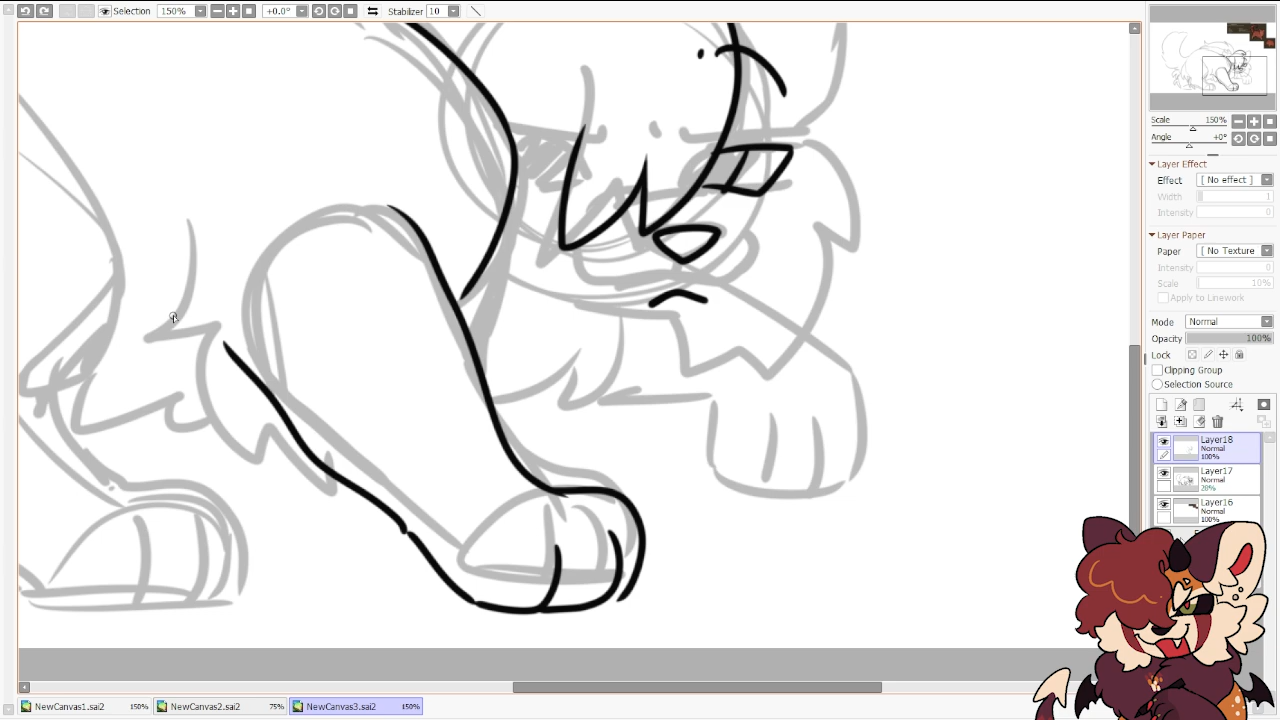 Selection 150% +0.0° Stabilizer 10
Scale 150%
Angle +0°
Layer Effect
Effect [ No effect ]
Width 1
Intensity 0
Layer Paper
Paper [ No Texture
Intensity 0
Scale 10%
Apply to Linework
Mode Normal
Opacity 100%
Lock
Clipping Group
Selection Source
Layer18
Normal
100%
Layer17
Normal
28%
Layer16
Normal
100%
NewCanvas1.sai2 150% NewCanvas2.sai2 75% NewCanvas3.sai2 150%